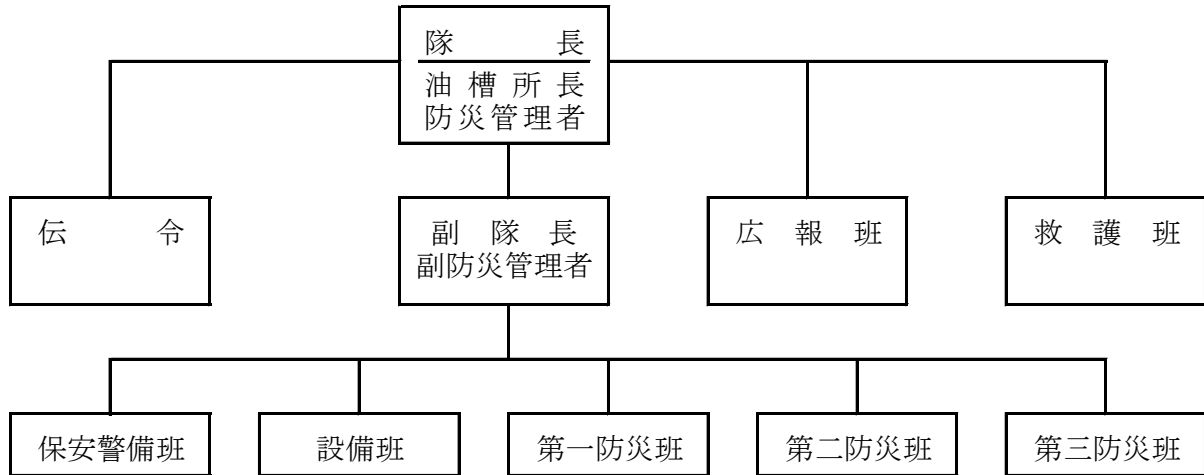 隊長
油槽所長
防災管理者
伝令
副隊長
副防災管理者
広報班
救護班
保安警備班
設備班
第一防災班
第二防災班
第三防災班